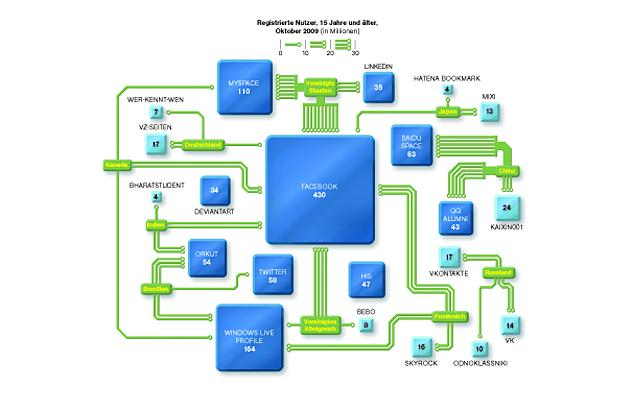 Registrierte Nutzer, 15 Jahre und älter,
Oktober 2009 (in Millionen)
0 10 20 30
MYSPACE
110
Vereinigte
Staaten
LINKEDIN
35
HATENA BOOKMARK
4
Japan
MIXI
13
WER-KENNT-WEN
7
VZ-SEITEN
17
Deutschland
BAIDU
SPACE
63
China
Kanada
FACEBOOK
430
BHARATSTUDENT
4
34
DEVIANTART
QQ
ALUMNI
43
24
KAIXIN001
Indien
ORKUT
54
TWITTER
58
HI5
47
17
VKONTAKTE
Russland
Brasilien
WINDOWS LIVE
PROFILE
164
Vereinigtes
Königreich
BEBO
8
Frankreich
SKYROCK
16
10
ODNOKLASSNIKI
14
VK